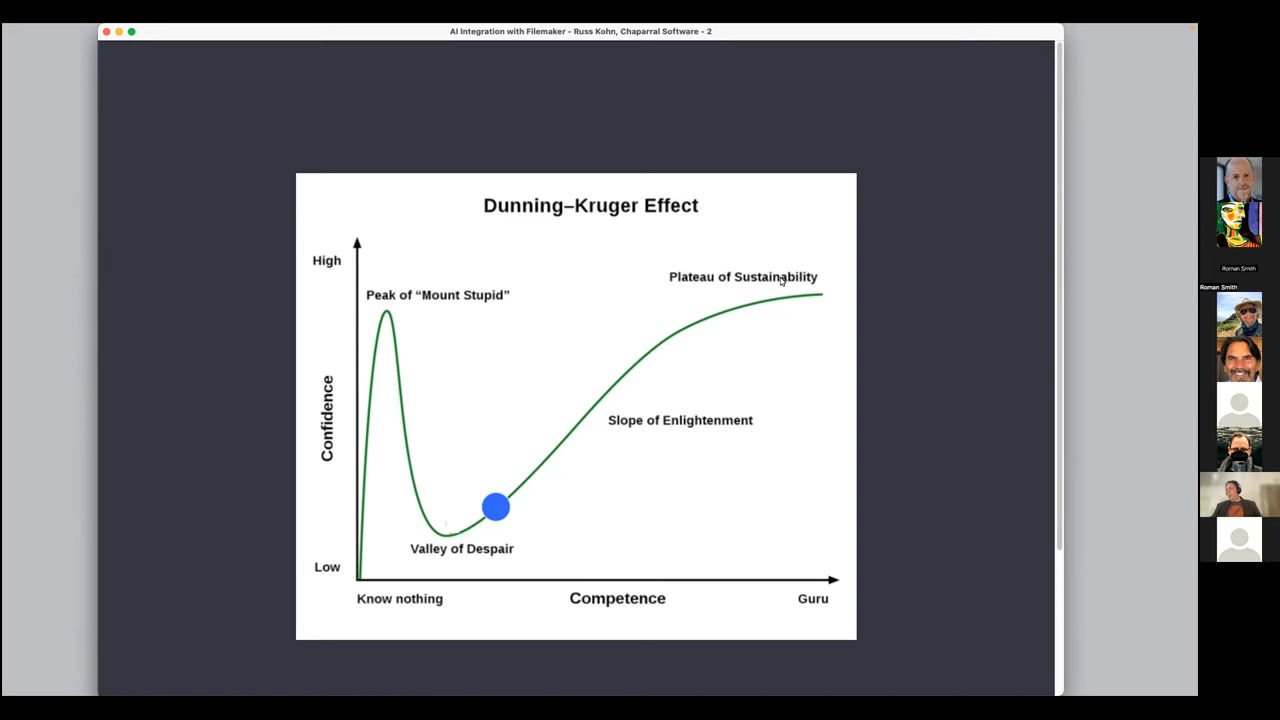 AI Integration with Filemaker - Russ Kohn, Chaparral Software - 2
Dunning–Kruger Effect
High
Plateau of Sustainability
Peak of “Mount Stupid”
Confidence
Slope of Enlightenment
Valley of Despair
Low
Know nothing
Competence
Guru
Roman Smith
Roman Smith